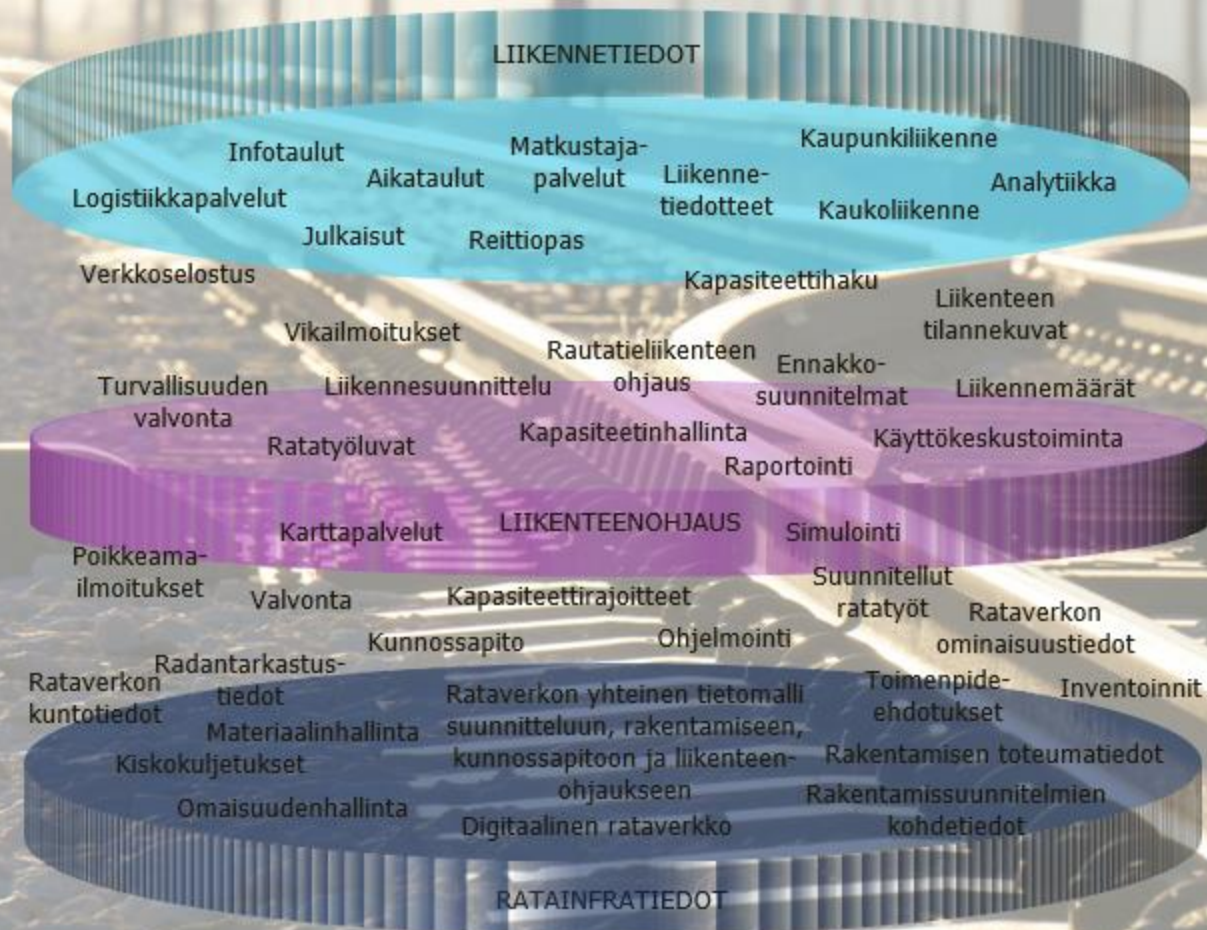 LIIKENNETIEDOT
Infotaulut
Matkustaja-
palvelut
Kaupunkiliikenne
Logistiikkapalvelut
Aikataulut
Liikenne-
tiedotteet
Analytiikka
Julkaisut
Reittiopas
Kaukoliikenne
Verkkoselostus
Kapasiteettihaku
Liikenteen
tilannekuvat
Vikailmoitukset
Rautatieliikenteen
ohjaus
Ennakko-
suunnitelmat
Turvallisuuden
valvonta
Liikennesuunnittelu
Liikennemäärät
Ratatyöluvat
Kapasiteetinhallinta
Käyttökeskustoiminta
Raportointi
Karttapalvelut
LIIKENTEENOHJAUS
Simulointi
Poikkeama-
ilmoitukset
Valvonta
Kapasiteettirajoitteet
Suunnitellut
ratatyöt
Rataverkon
ominaisuustiedot
Kunnossapito
Ohjelmointi
Rataverkon
kuntotiedot
Radantarkastus-
tiedot
Rataverkon yhteinen tietomalli
suunnitteluun, rakentamiseen,
kunnossapitoon ja liikenteen-
ohjaukseen
Toimenpide-
ehdotukset
Inventoinnit
Materiaalinhallinta
Kiskokuljetukset
Rakentamisen toteumatiedot
Omaisuudenhallinta
Digitaalinen rataverkko
Rakentamissuunnitelmien
kohdetiedot
RATAINFRATIEDOT